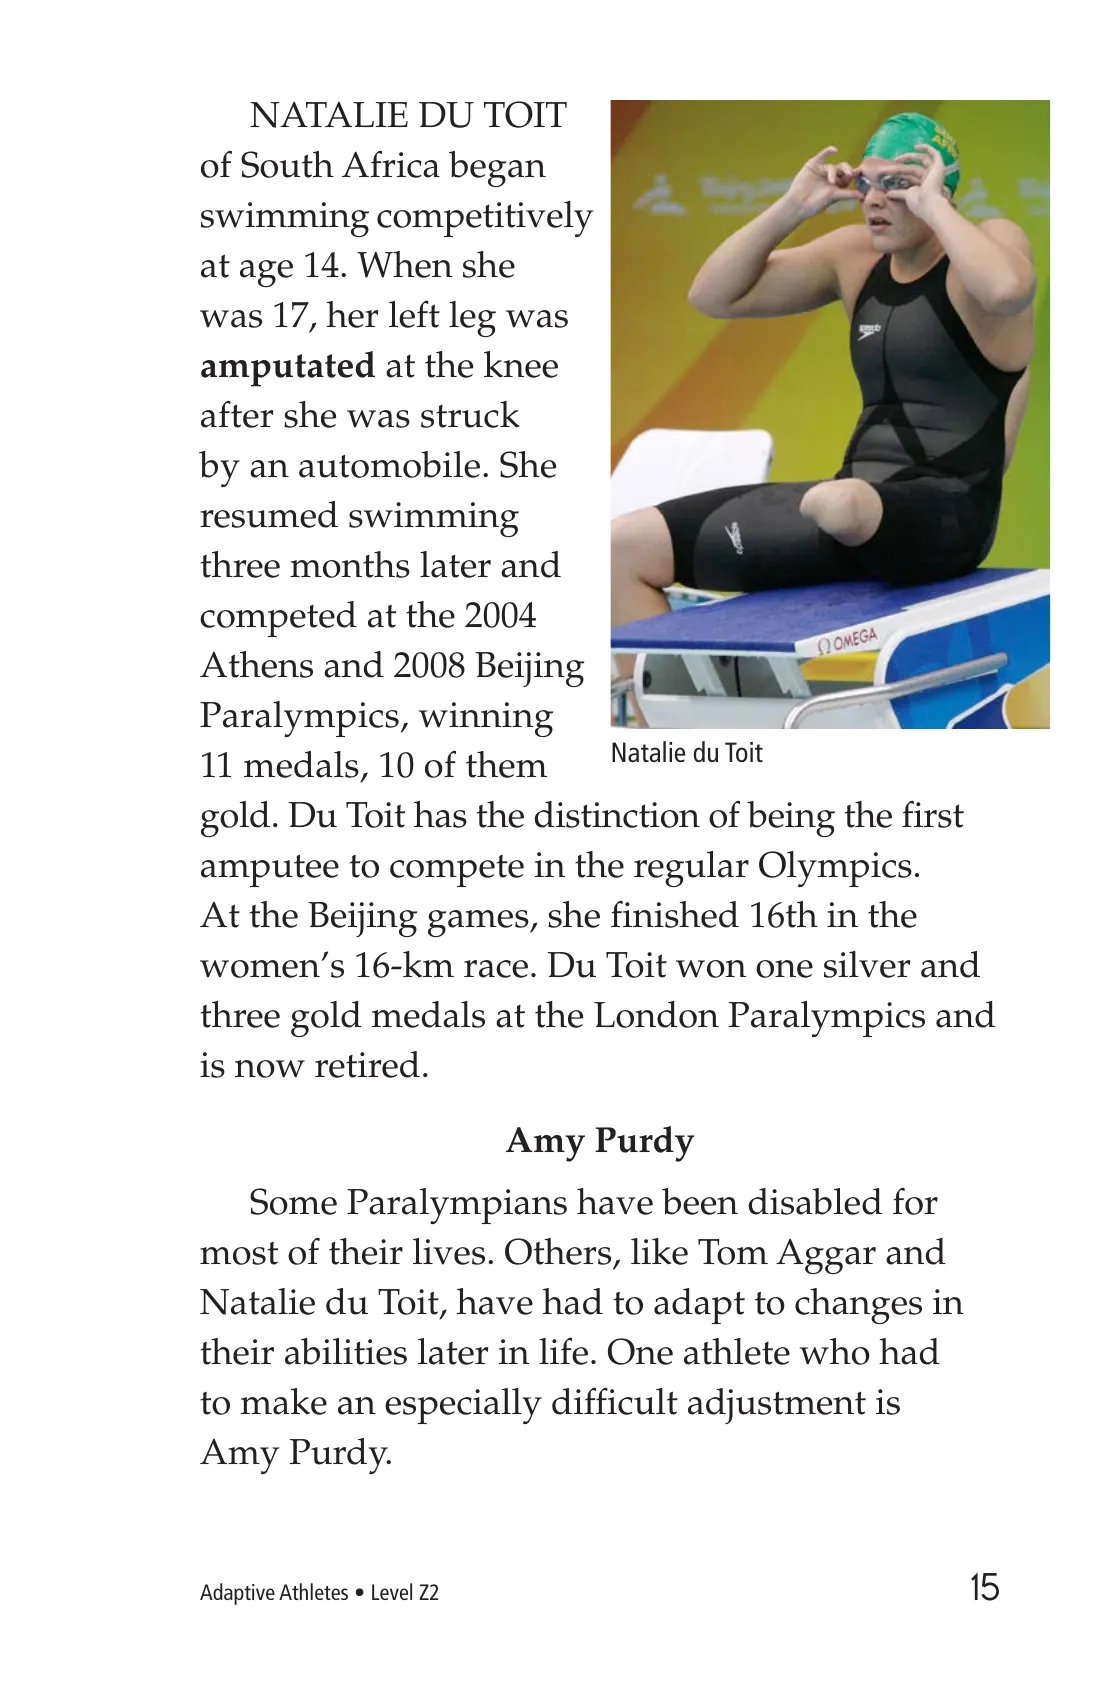 NATALIE DU TOIT
of South Africa began
swimming competitively
at age 14. When she
was 17, her left leg was
amputated at the knee
after she was struck
by an automobile. She
resumed swimming
three months later and
competed at the 2004
Athens and 2008 Beijing
Paralympics, winning
11 medals, 10 of them
gold. Du Toit has the distinction of being the first
amputee to compete in the regular Olympics.
At the Beijing games, she finished 16th in the
women's 16-km race. Du Toit won one silver and
three gold medals at the London Paralympics and
is now retired.
speedo
speedo
OMEGA
Natalie du Toit
Amy Purdy
Some Paralympians have been disabled for
most of their lives. Others, like Tom Aggar and
Natalie du Toit, have had to adapt to changes in
their abilities later in life. One athlete who had
to make an especially difficult adjustment is
Amy Purdy.
Adaptive Athletes • Level Z2
15